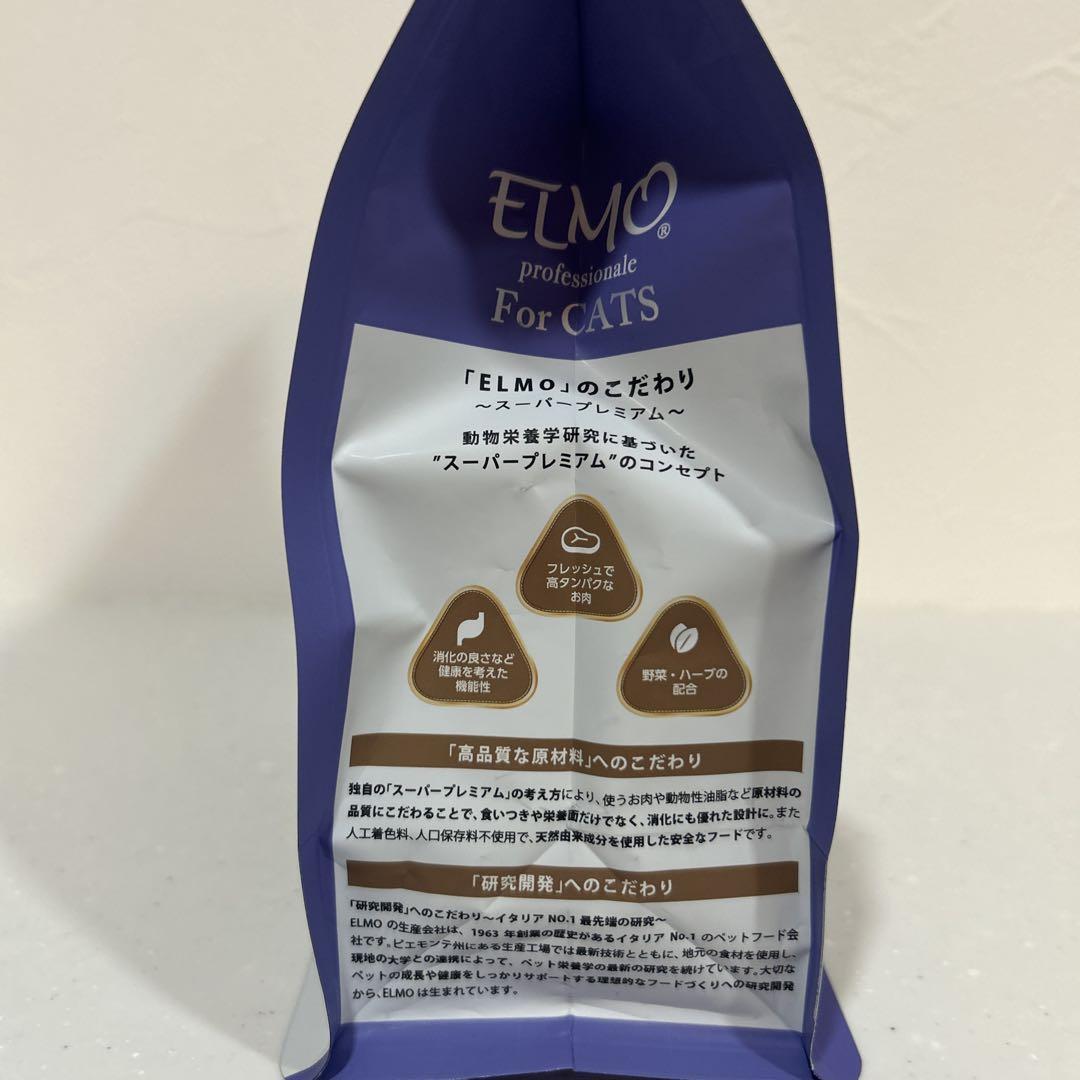 ELMO®
professionale
For CATS
「ELMO」のこだわり
～スーパープレミアム～
動物栄養学研究に基づいた
"スーパープレミアム"のコンセプト
フレッシュで
高タンパクな
お肉
消化の良さなど
健康を考えた
機能性
野菜・ハーブの
配合
「高品質な原材料」へのこだわり
独自の「スーパープレミアム」の考え方により、使うお肉や動物性油脂など原材料の
品質にこだわることで、食いつきや栄養面だけでなく、消化にも優れた設計に。また
人工着色料、人口保存料不使用で、天然由来成分を使用した安全なフードです。
「研究開発」へのこだわり
「研究開発」へのこだわり～イタリア NO.1 最先端の研究～
ELMO の生産会社は、1963 年創業の歴史があるイタリア No.1 のペットフード会
社です。ピエモンテ州にある生産工場では最新技術とともに、地元の食材を使用し、
現地の大学との連携によって、ペット栄養学の最新の研究を続けています。大切な
ペットの成長や健康をしっかりサポートする理想的なフードづくりへの研究開発
から、ELMO は生まれています。